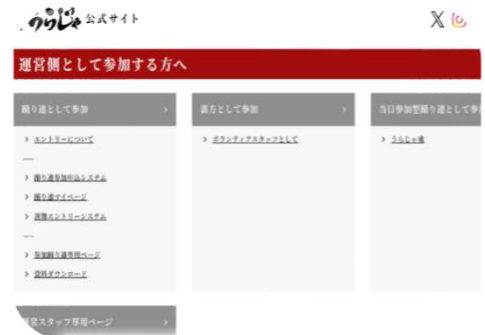 うらじゃ 公式サイト
運営側として参加する方へ
踊り連として参加
エントリーについて
踊り連参加申込システム
踊り連マイページ
演舞エントリーシステム
参加踊り連専用ページ
資料ダウンロード
裏方として参加
ボランティアスタッフとして
当日参加型踊り連として参
うらじゃ魂
営スタッフ専用ページ